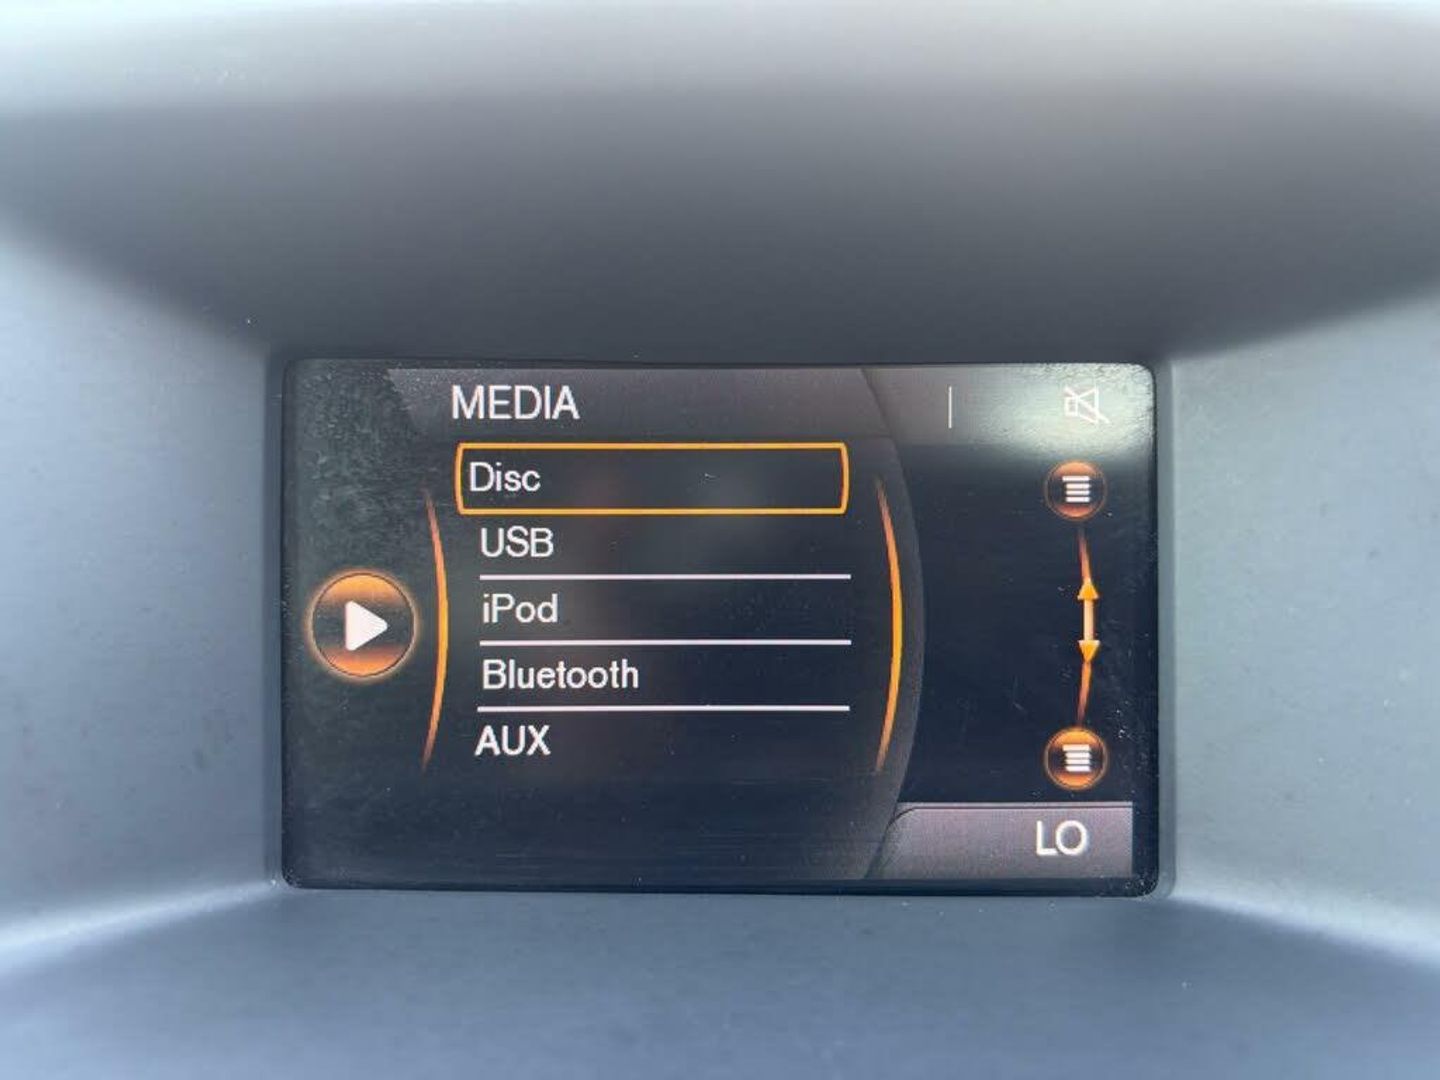 MEDIA
Disc
USB
iPod
Bluetooth
AUX
LO